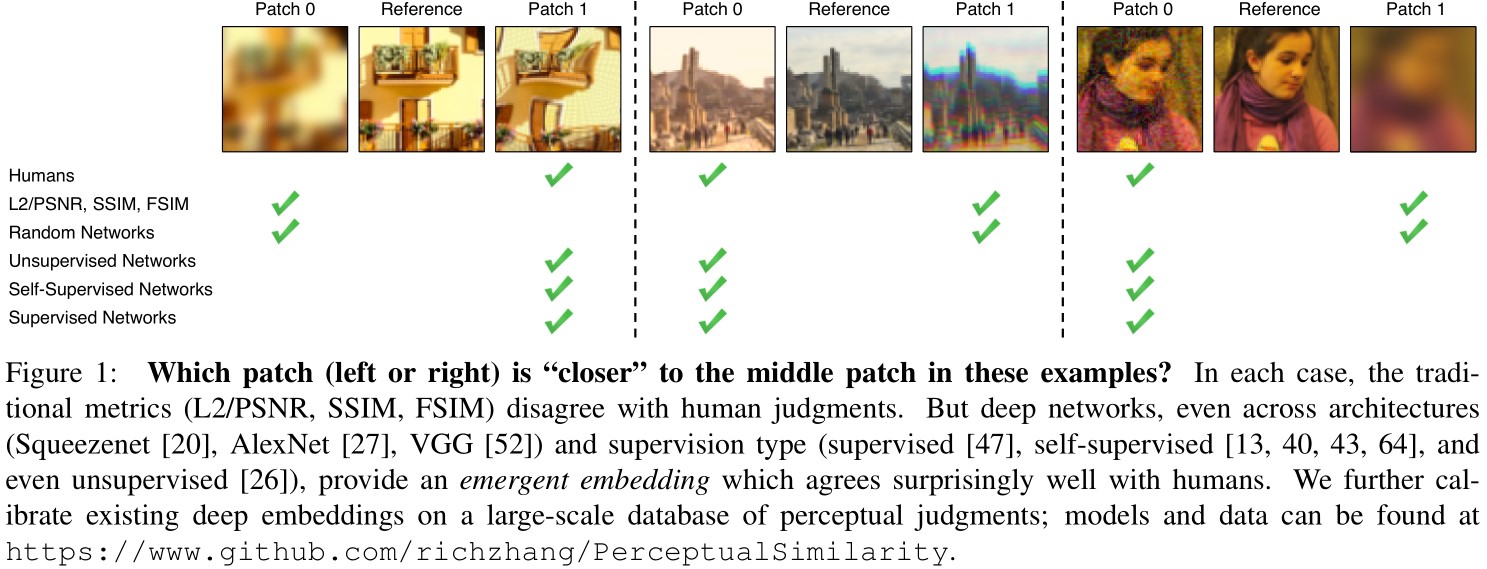 Patch 0 Reference Patch 1 Patch 0 Reference Patch 1 Patch 0 Reference Patch 1
Humans
L2/PSNR, SSIM, FSIM
Random Networks
Unsupervised Networks
Self-Supervised Networks
Supervised Networks
Figure 1: Which patch (left or right) is “closer” to the middle patch in these examples? In each case, the tradi-
tional metrics (L2/PSNR, SSIM, FSIM) disagree with human judgments. But deep networks, even across architectures
(Squeezenet [20], AlexNet [27], VGG [52]) and supervision type (supervised [47], self-supervised [13, 40, 43, 64], and
even unsupervised [26]), provide an emergent embedding which agrees surprisingly well with humans. We further cal-
ibrate existing deep embeddings on a large-scale database of perceptual judgments; models and data can be found at
https://www.github.com/richzhang/PerceptualSimilarity.